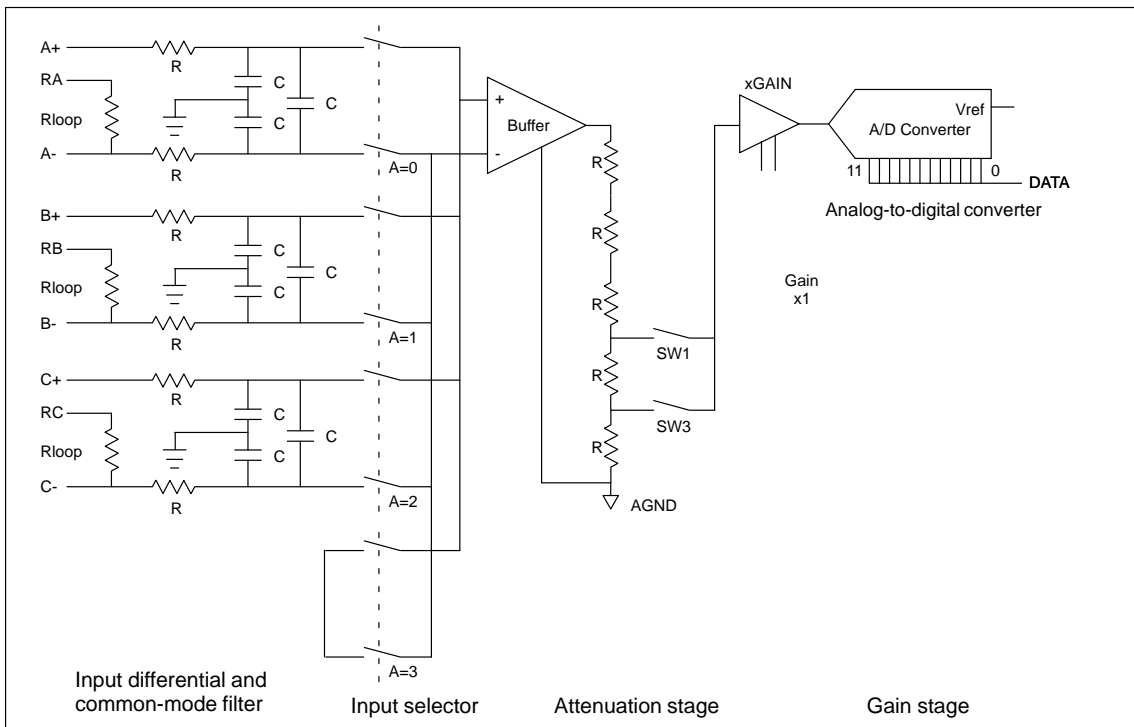 A+
R
C
RA
C
Rloop
C
A-
R
A=0
B+
R
C
RB
C
Rloop
C
B-
R
A=1
C+
R
C
RC
C
Rloop
C
C-
R
A=2
A=3
+
Buffer
-
R
R
R
R
R
SW1
SW3
AGND
xGAIN
Vref
A/D Converter
11
0
DATA
Analog-to-digital converter
Gain
x1
Input differential and
common-mode filter
Input selector
Attenuation stage
Gain stage